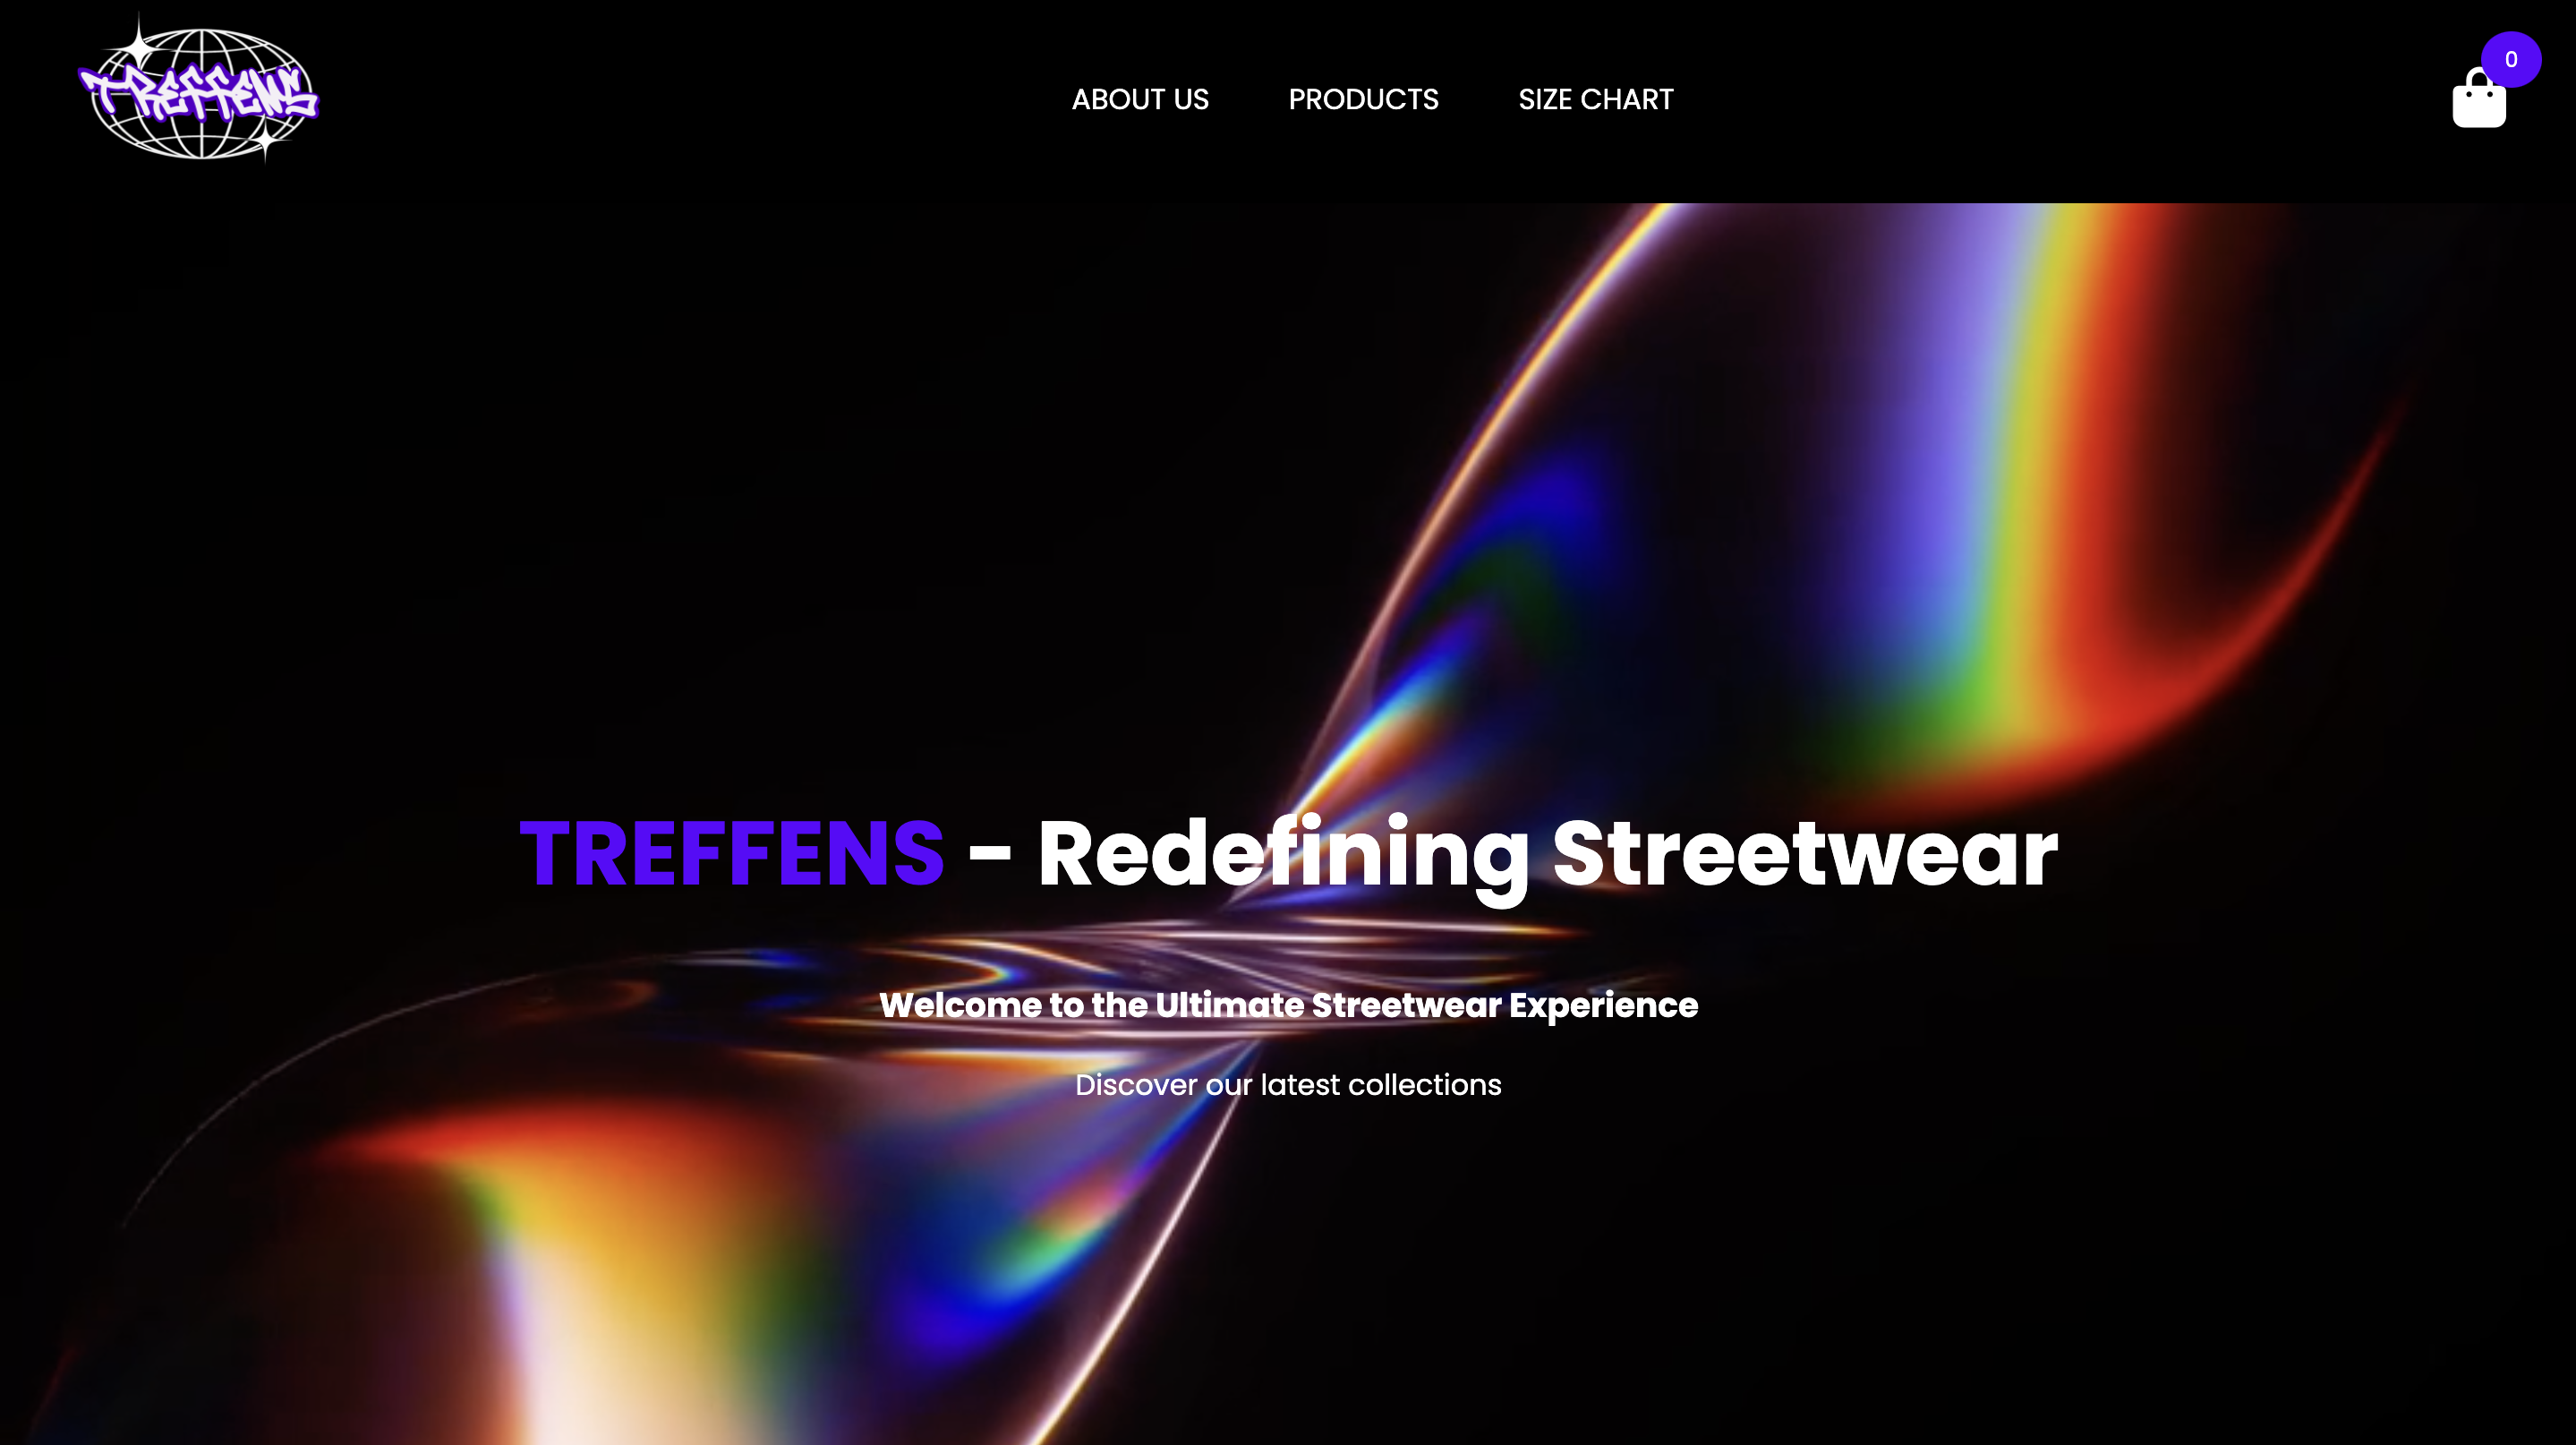 TREFFENS
ABOUT US
PRODUCTS
SIZE CHART
0
TREFFENS - Redefining Streetwear
Welcome to the Ultimate Streetwear Experience
Discover our latest collections